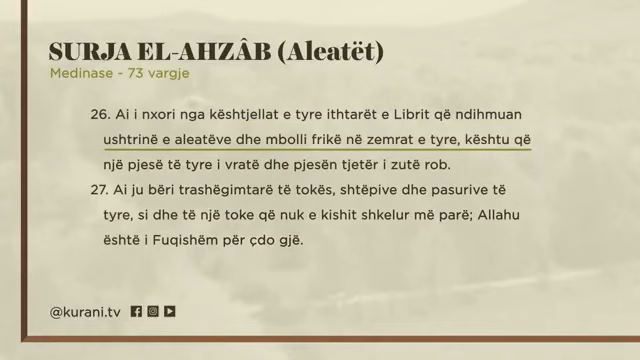 SURJA EL-AHZÂB (Aleatët)
Medinase - 73 vargje
26. Ai i nxori nga kështjellat e tyre ithtarët e Librit që ndihmuan
ushtrinë e aleatëve dhe mbolli frikë në zemrat e tyre, kështu që
një pjesë të tyre i vratë dhe pjesën tjetër i zutë rob.
27. Ai ju bëri trashëgimtarë të tokës, shtëpive dhe pasurive të
tyre, si dhe të një toke që nuk e kishit shkelur më parë; Allahu
është i Fuqishëm për çdo gjë.
@kurani.tv